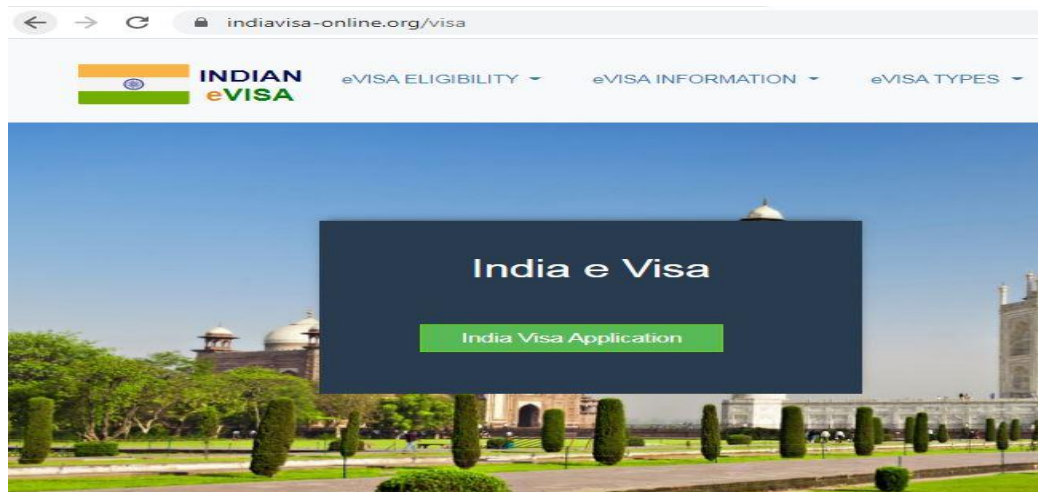 indiavisa-online.org/visa
INDIAN
eVISA
eVISA ELIGIBILITY
eVISA INFORMATION
eVISA TYPES
India e Visa
India Visa Application